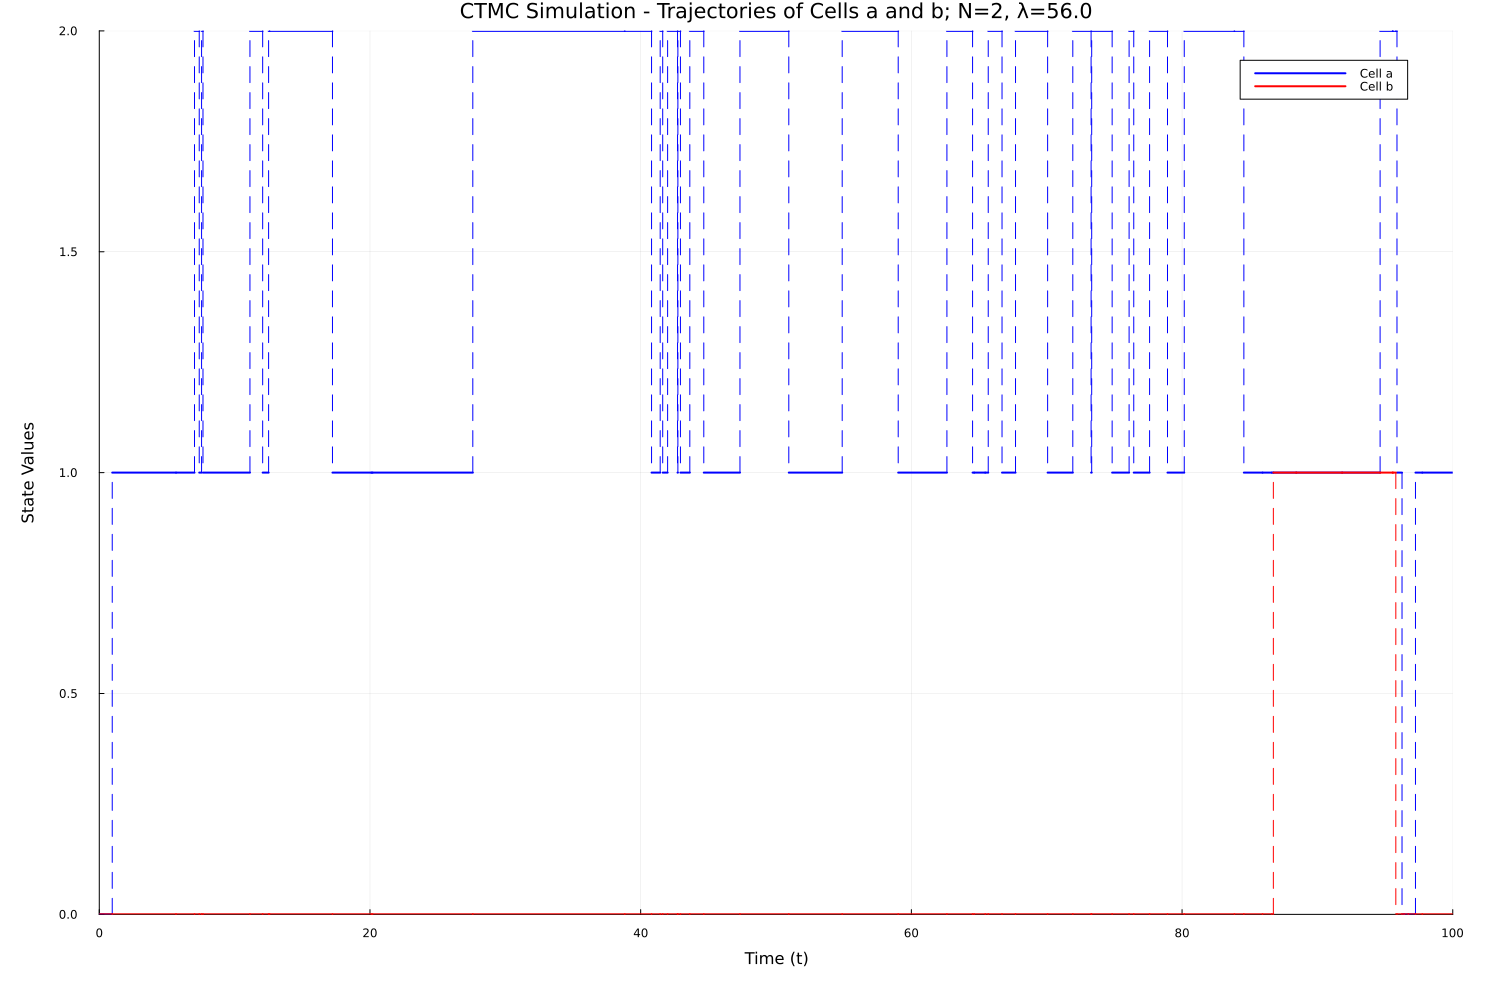 CTMC Simulation - Trajectories of Cells a and b; N=2, λ=56.0
2.0
Cell a
Cell b
1.5
1.0
State Values
0.5
0.0
0 20 40 60 80 100
Time (t)